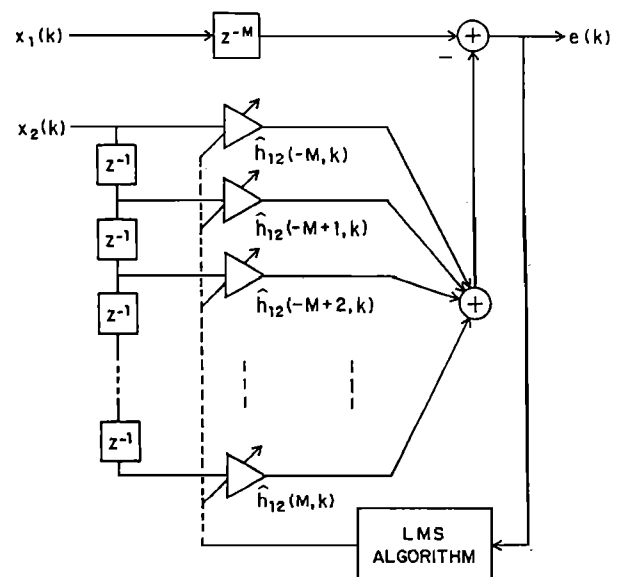 x₁(k)
z⁻ᴹ
+
e(k)
−
x₂(k)
z⁻¹
ĥ₁₂(-M,k)
z⁻¹
ĥ₁₂(-M+1,k)
z⁻¹
ĥ₁₂(-M+2,k)
+
z⁻¹
ĥ₁₂(M,k)
LMS
ALGORITHM